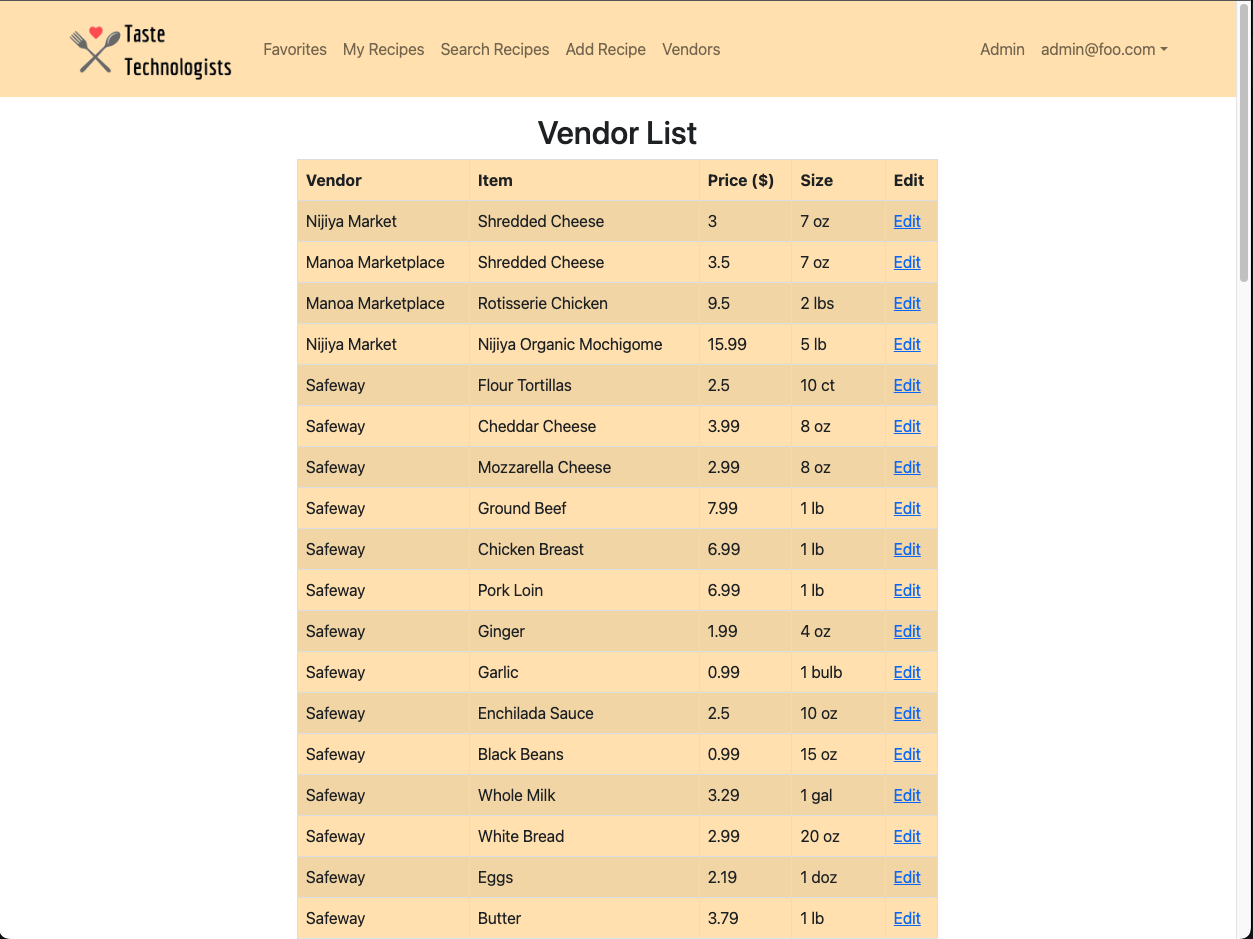 Taste
Technologists
Favorites My Recipes Search Recipes Add Recipe Vendors Admin admin@foo.com
Vendor List
Vendor Item Price ($) Size Edit
Nijiya Market Shredded Cheese 3 7 oz Edit
Manoa Marketplace Shredded Cheese 3.5 7 oz Edit
Manoa Marketplace Rotisserie Chicken 9.5 2 lbs Edit
Nijiya Market Nijiya Organic Mochigome 15.99 5 lb Edit
Safeway Flour Tortillas 2.5 10 ct Edit
Safeway Cheddar Cheese 3.99 8 oz Edit
Safeway Mozzarella Cheese 2.99 8 oz Edit
Safeway Ground Beef 7.99 1 lb Edit
Safeway Chicken Breast 6.99 1 lb Edit
Safeway Pork Loin 6.99 1 lb Edit
Safeway Ginger 1.99 4 oz Edit
Safeway Garlic 0.99 1 bulb Edit
Safeway Enchilada Sauce 2.5 10 oz Edit
Safeway Black Beans 0.99 15 oz Edit
Safeway Whole Milk 3.29 1 gal Edit
Safeway White Bread 2.99 20 oz Edit
Safeway Eggs 2.19 1 doz Edit
Safeway Butter 3.79 1 lb Edit